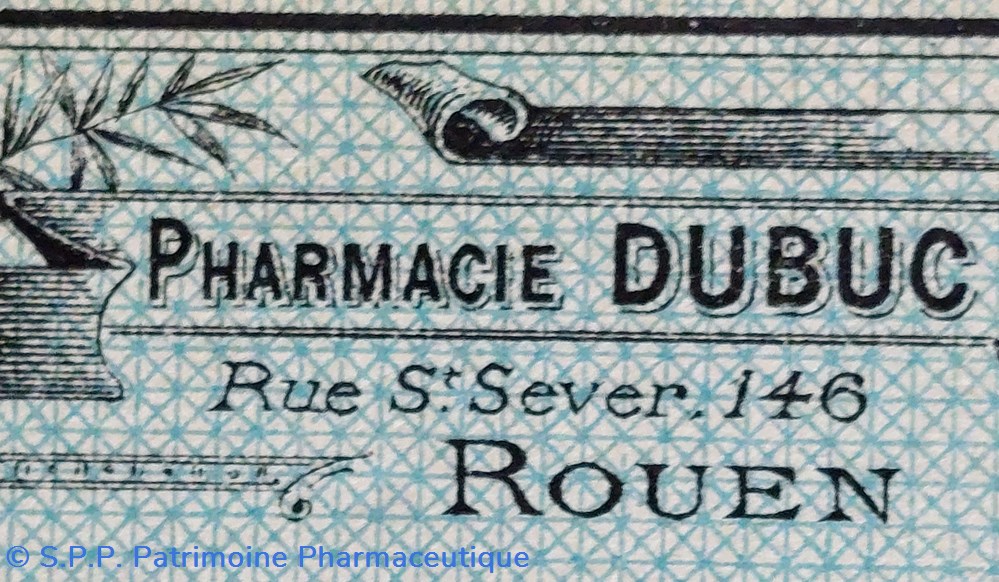 PHARMACIE DUBUC
Rue St. Sever, 146
ROUEN
© S.P.P. Patrimoine Pharmaceutique